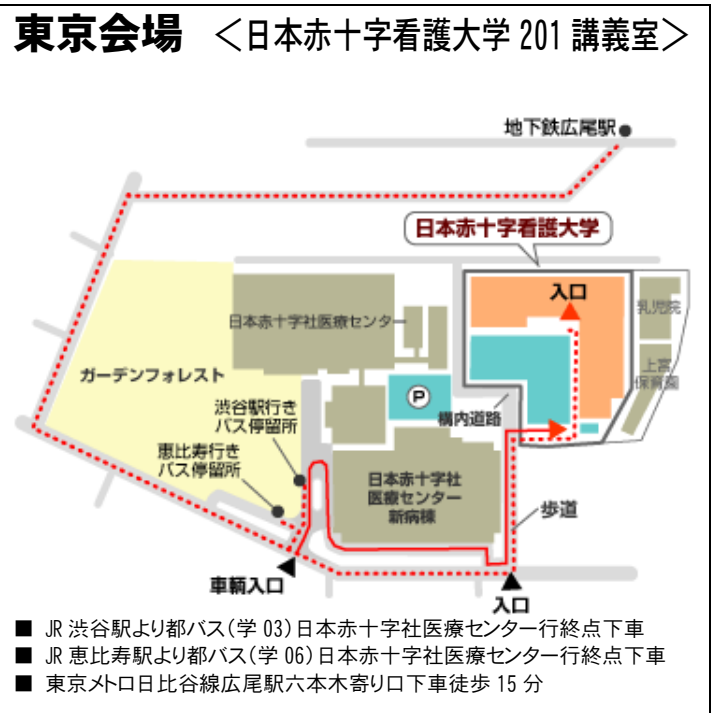 東京会場 <日本赤十字看護大学 201 講義室>
地下鉄広尾駅
日本赤十字看護大学
入口
乳児院
日本赤十字社医療センター
上宮
保育園
ガーデンフォレスト
P
渋谷駅行き
バス停留所
構内道路
恵比寿行き
バス停留所
日本赤十字社
医療センター
新病棟
歩道
車輌入口
入口
■ JR 渋谷駅より都バス(学 03)日本赤十字社医療センター行終点下車
■ JR 恵比寿駅より都バス(学 06)日本赤十字社医療センター行終点下車
■ 東京メトロ日比谷線広尾駅六本木寄り口下車徒歩 15 分